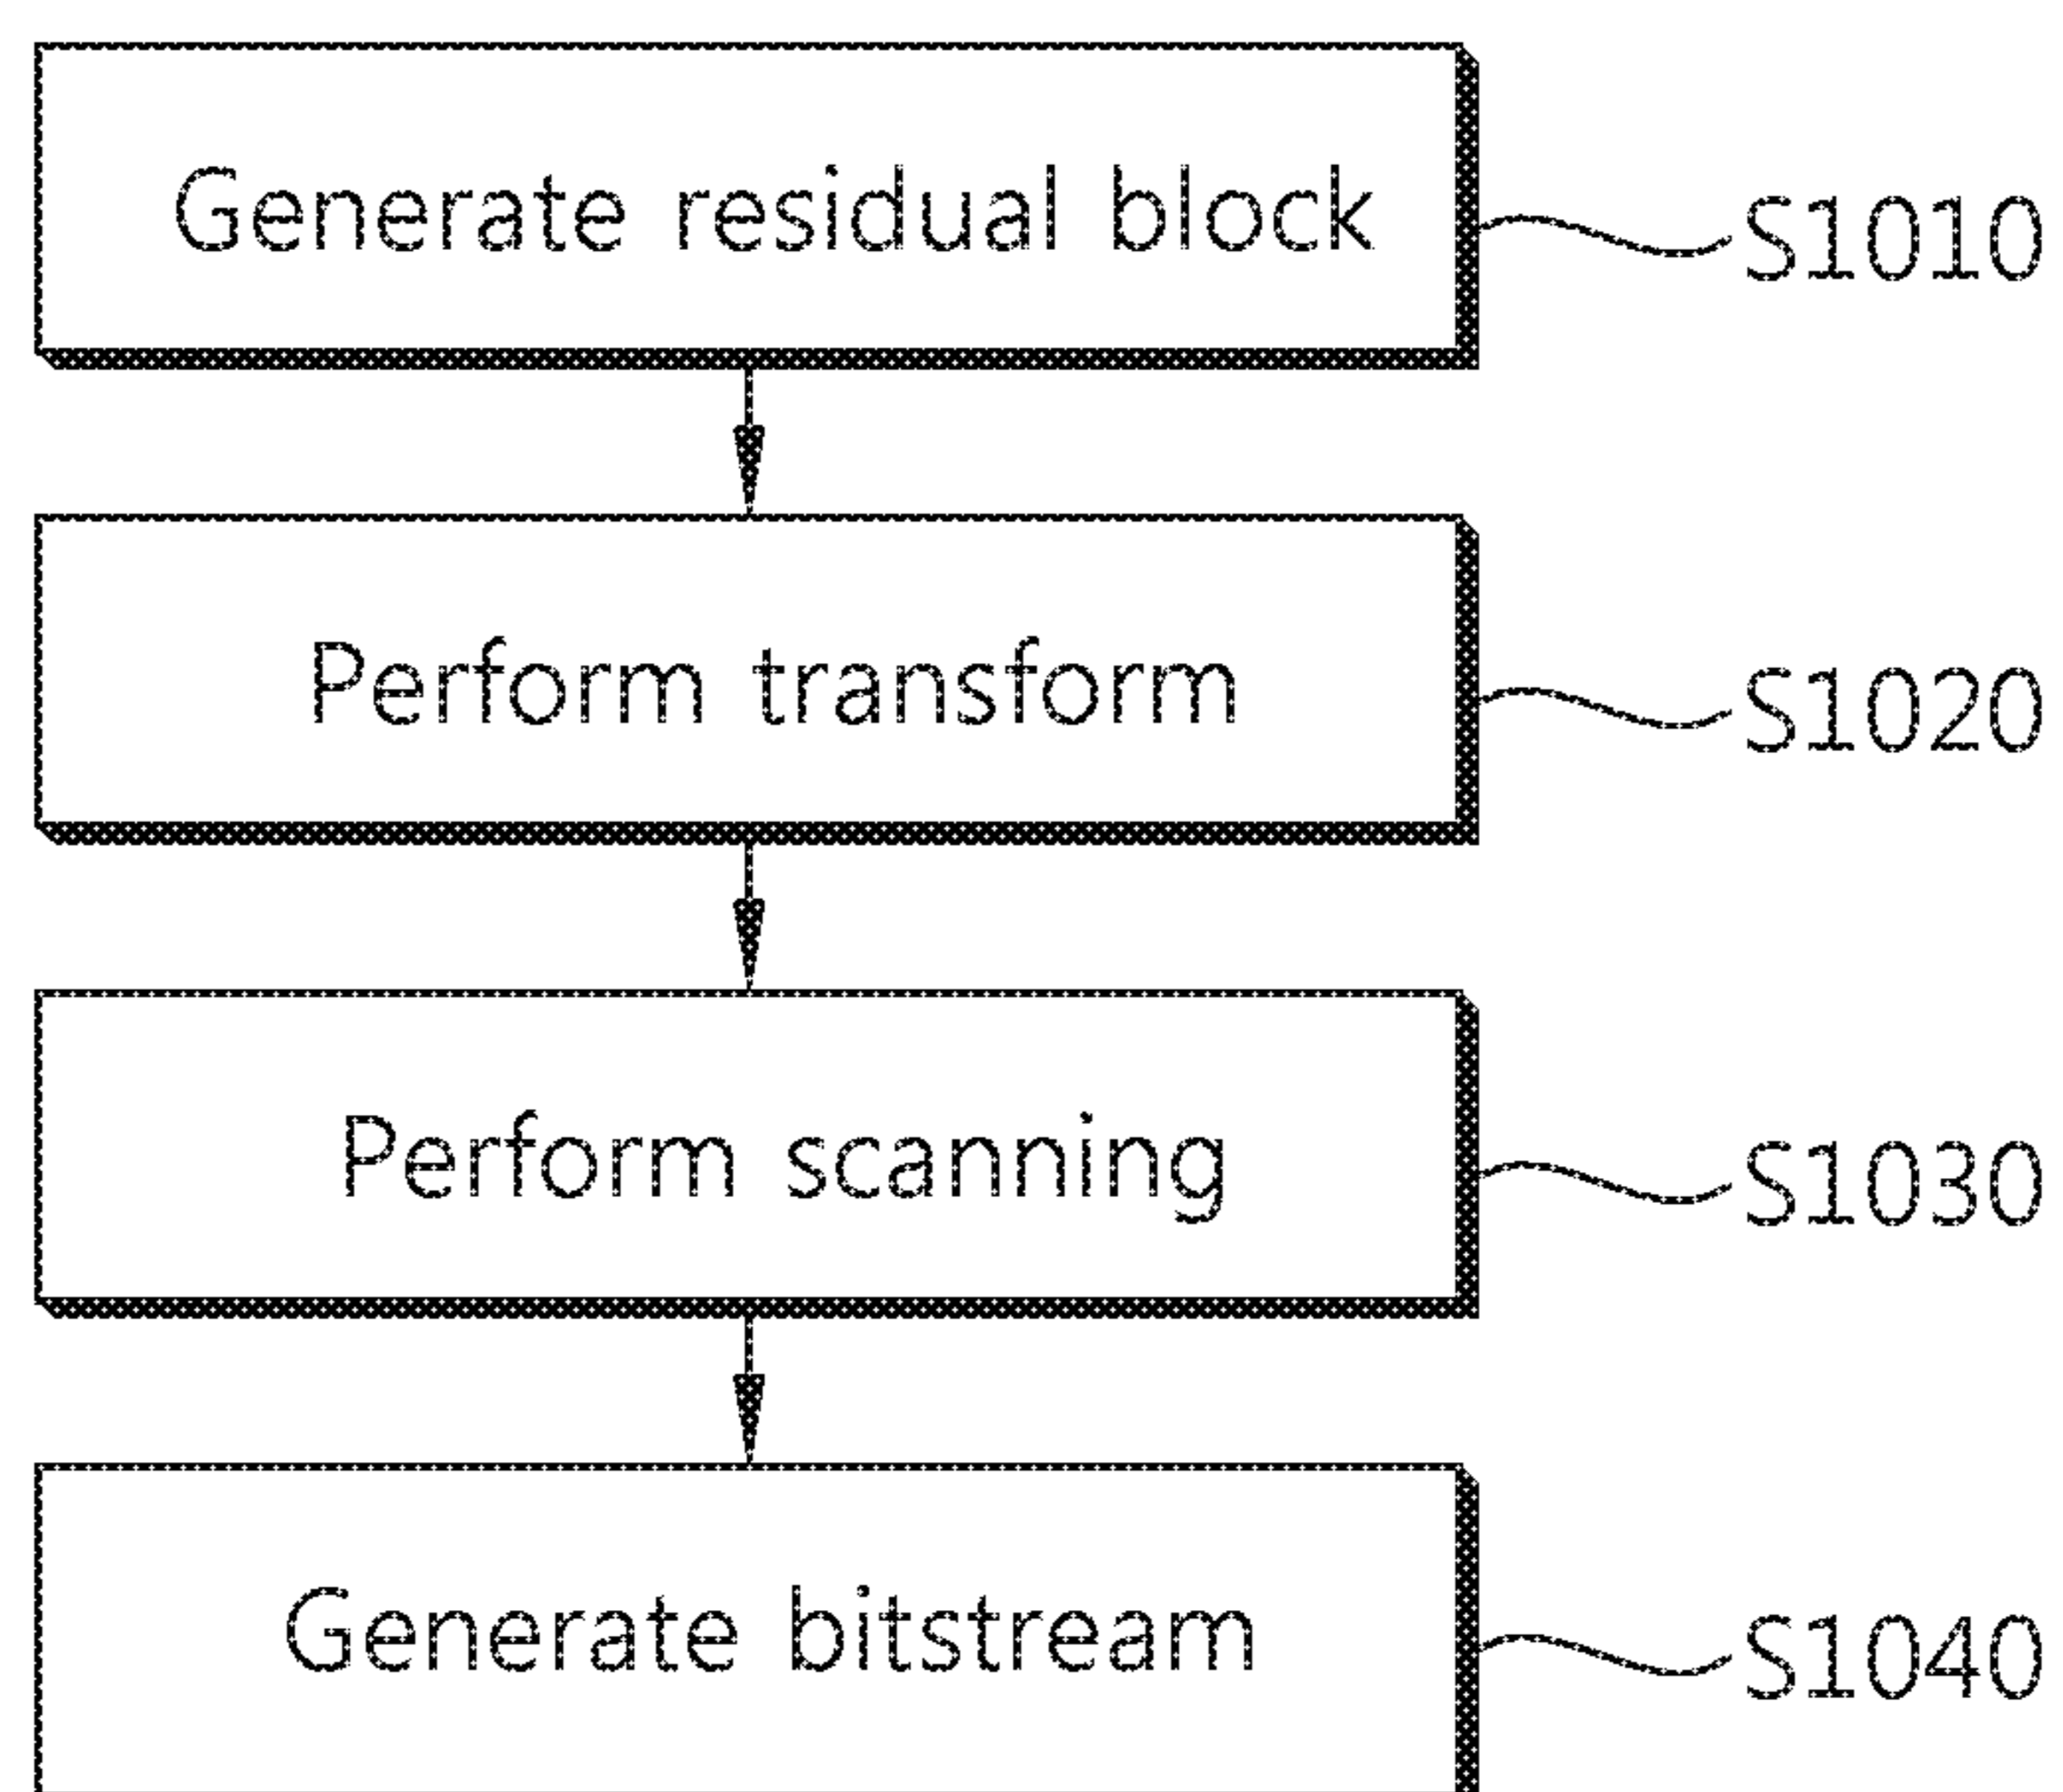 Generate residual block
S1010
Perform transform
S1020
Perform scanning
S1030
Generate bitstream
S1040